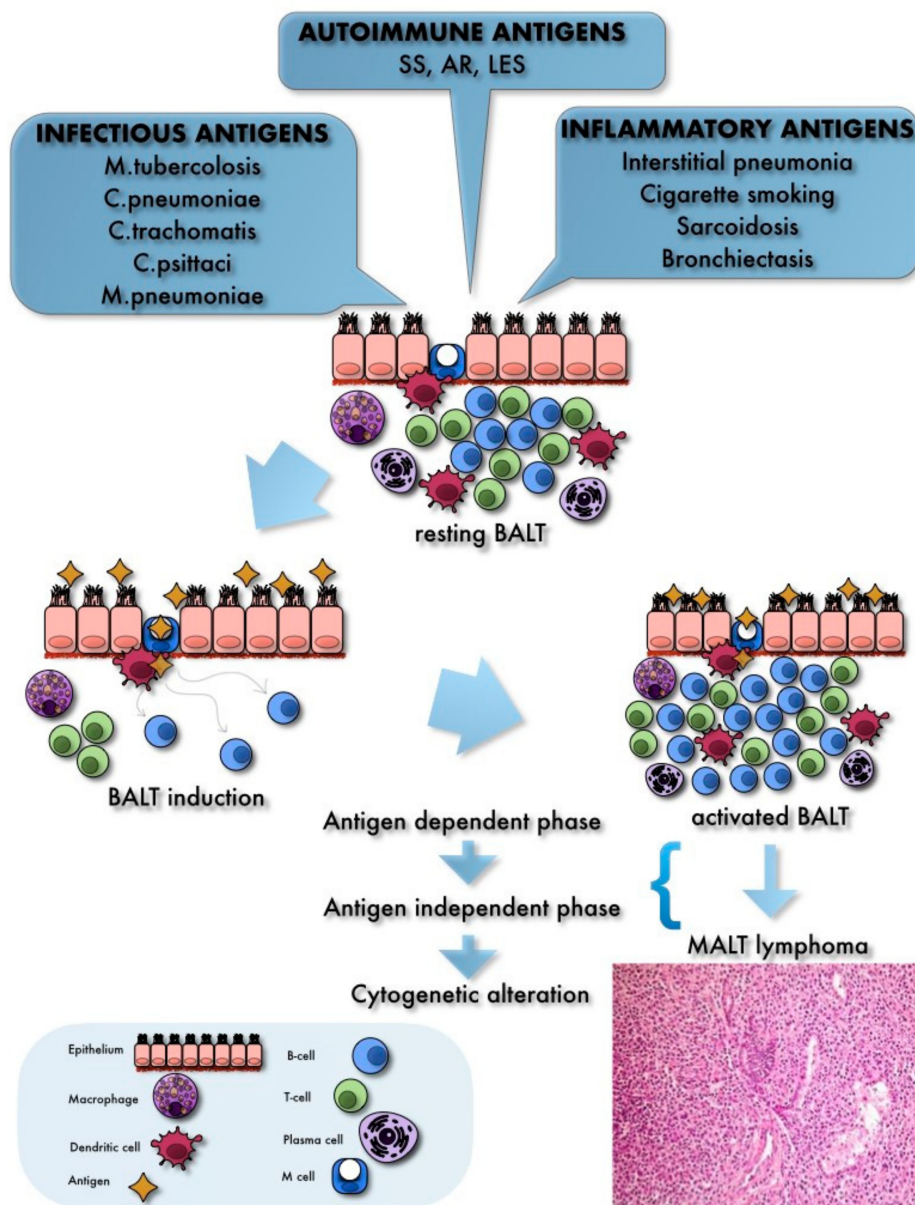 AUTOIMMUNE ANTIGENS
SS, AR, LES
INFECTIOUS ANTIGENS
M.tubercolosis
C.pneumoniae
C.trachomatis
C.psittaci
M.pneumoniae
INFLAMMATORY ANTIGENS
Interstitial pneumonia
Cigarette smoking
Sarcoidosis
Bronchiectasis
resting BALT
BALT induction
activated BALT
Antigen dependent phase
Antigen independent phase
Cytogenetic alteration
MALT lymphoma
Epithelium
Macrophage
Dendritic cell
Antigen
B-cell
T-cell
Plasma cell
M cell